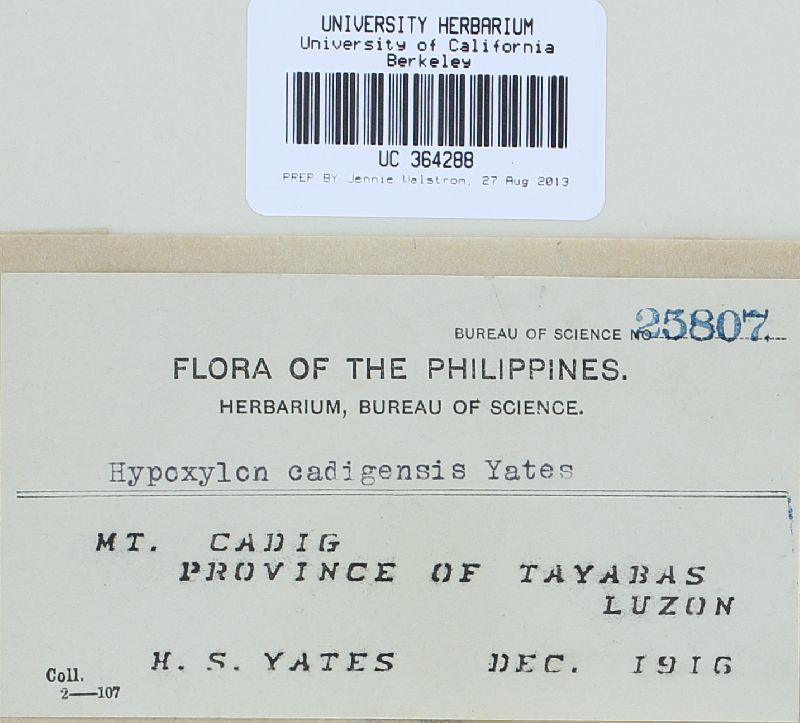 UNIVERSITY HERBARIUM
University of California
Berkeley
UC 364288
PREP BY Jennie Walstrom, 27 Aug 2013
BUREAU OF SCIENCE No 25807
FLORA OF THE PHILIPPINES.
HERBARIUM, BUREAU OF SCIENCE.
Hypoxylon cadigensis Yates
MT. CADIG
PROVINCE OF TAYABAS
LUZON
Coll. H. S. YATES DEC. 1916
2—107